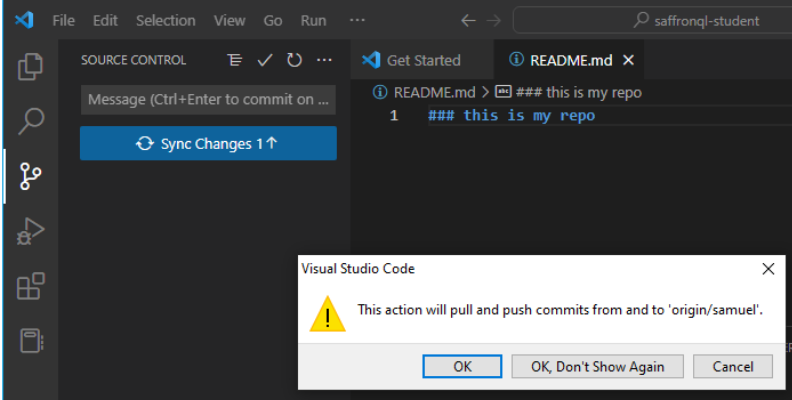 File Edit Selection View Go Run ···
saffronql-student
SOURCE CONTROL ···
Get Started
README.md
Message (Ctrl+Enter to commit on ...
README.md > ### this is my repo
1 ### this is my repo
Sync Changes 1↑
Visual Studio Code
This action will pull and push commits from and to 'origin/samuel'.
OK
OK, Don't Show Again
Cancel